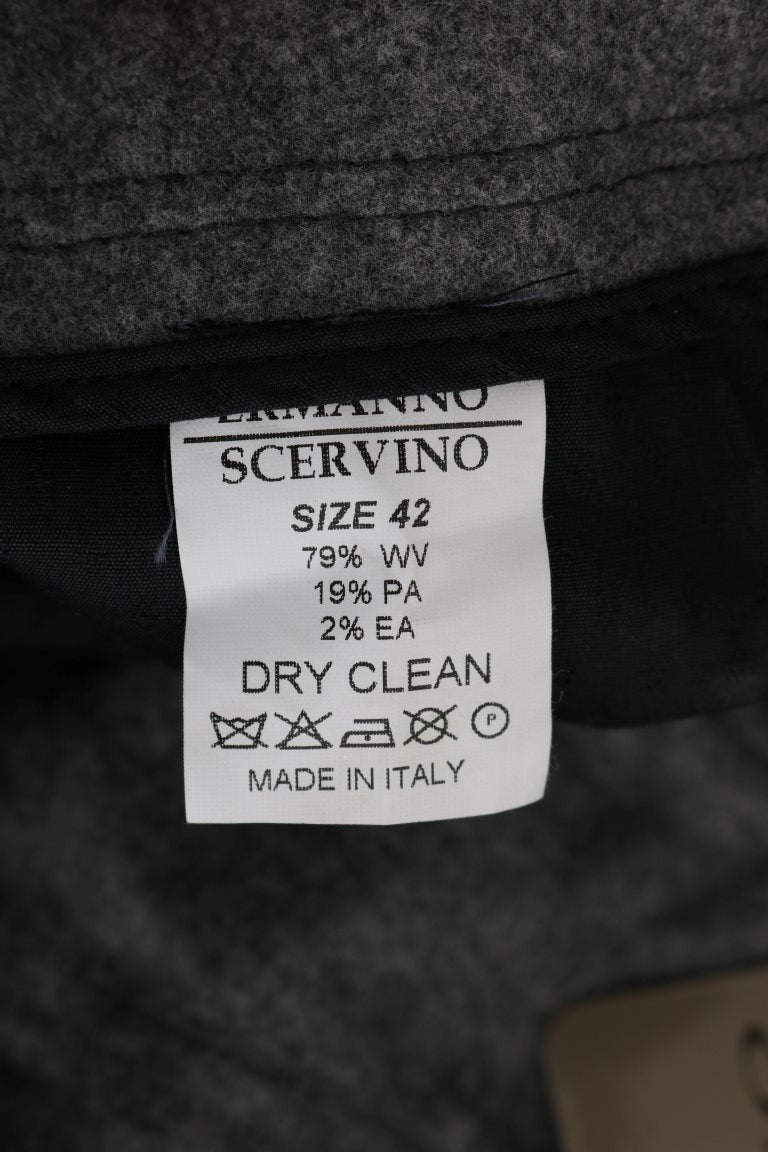 ERMANNO
SCERVINO
SIZE 42
79% WV
19% PA
2% EA
DRY CLEAN
P
MADE IN ITALY